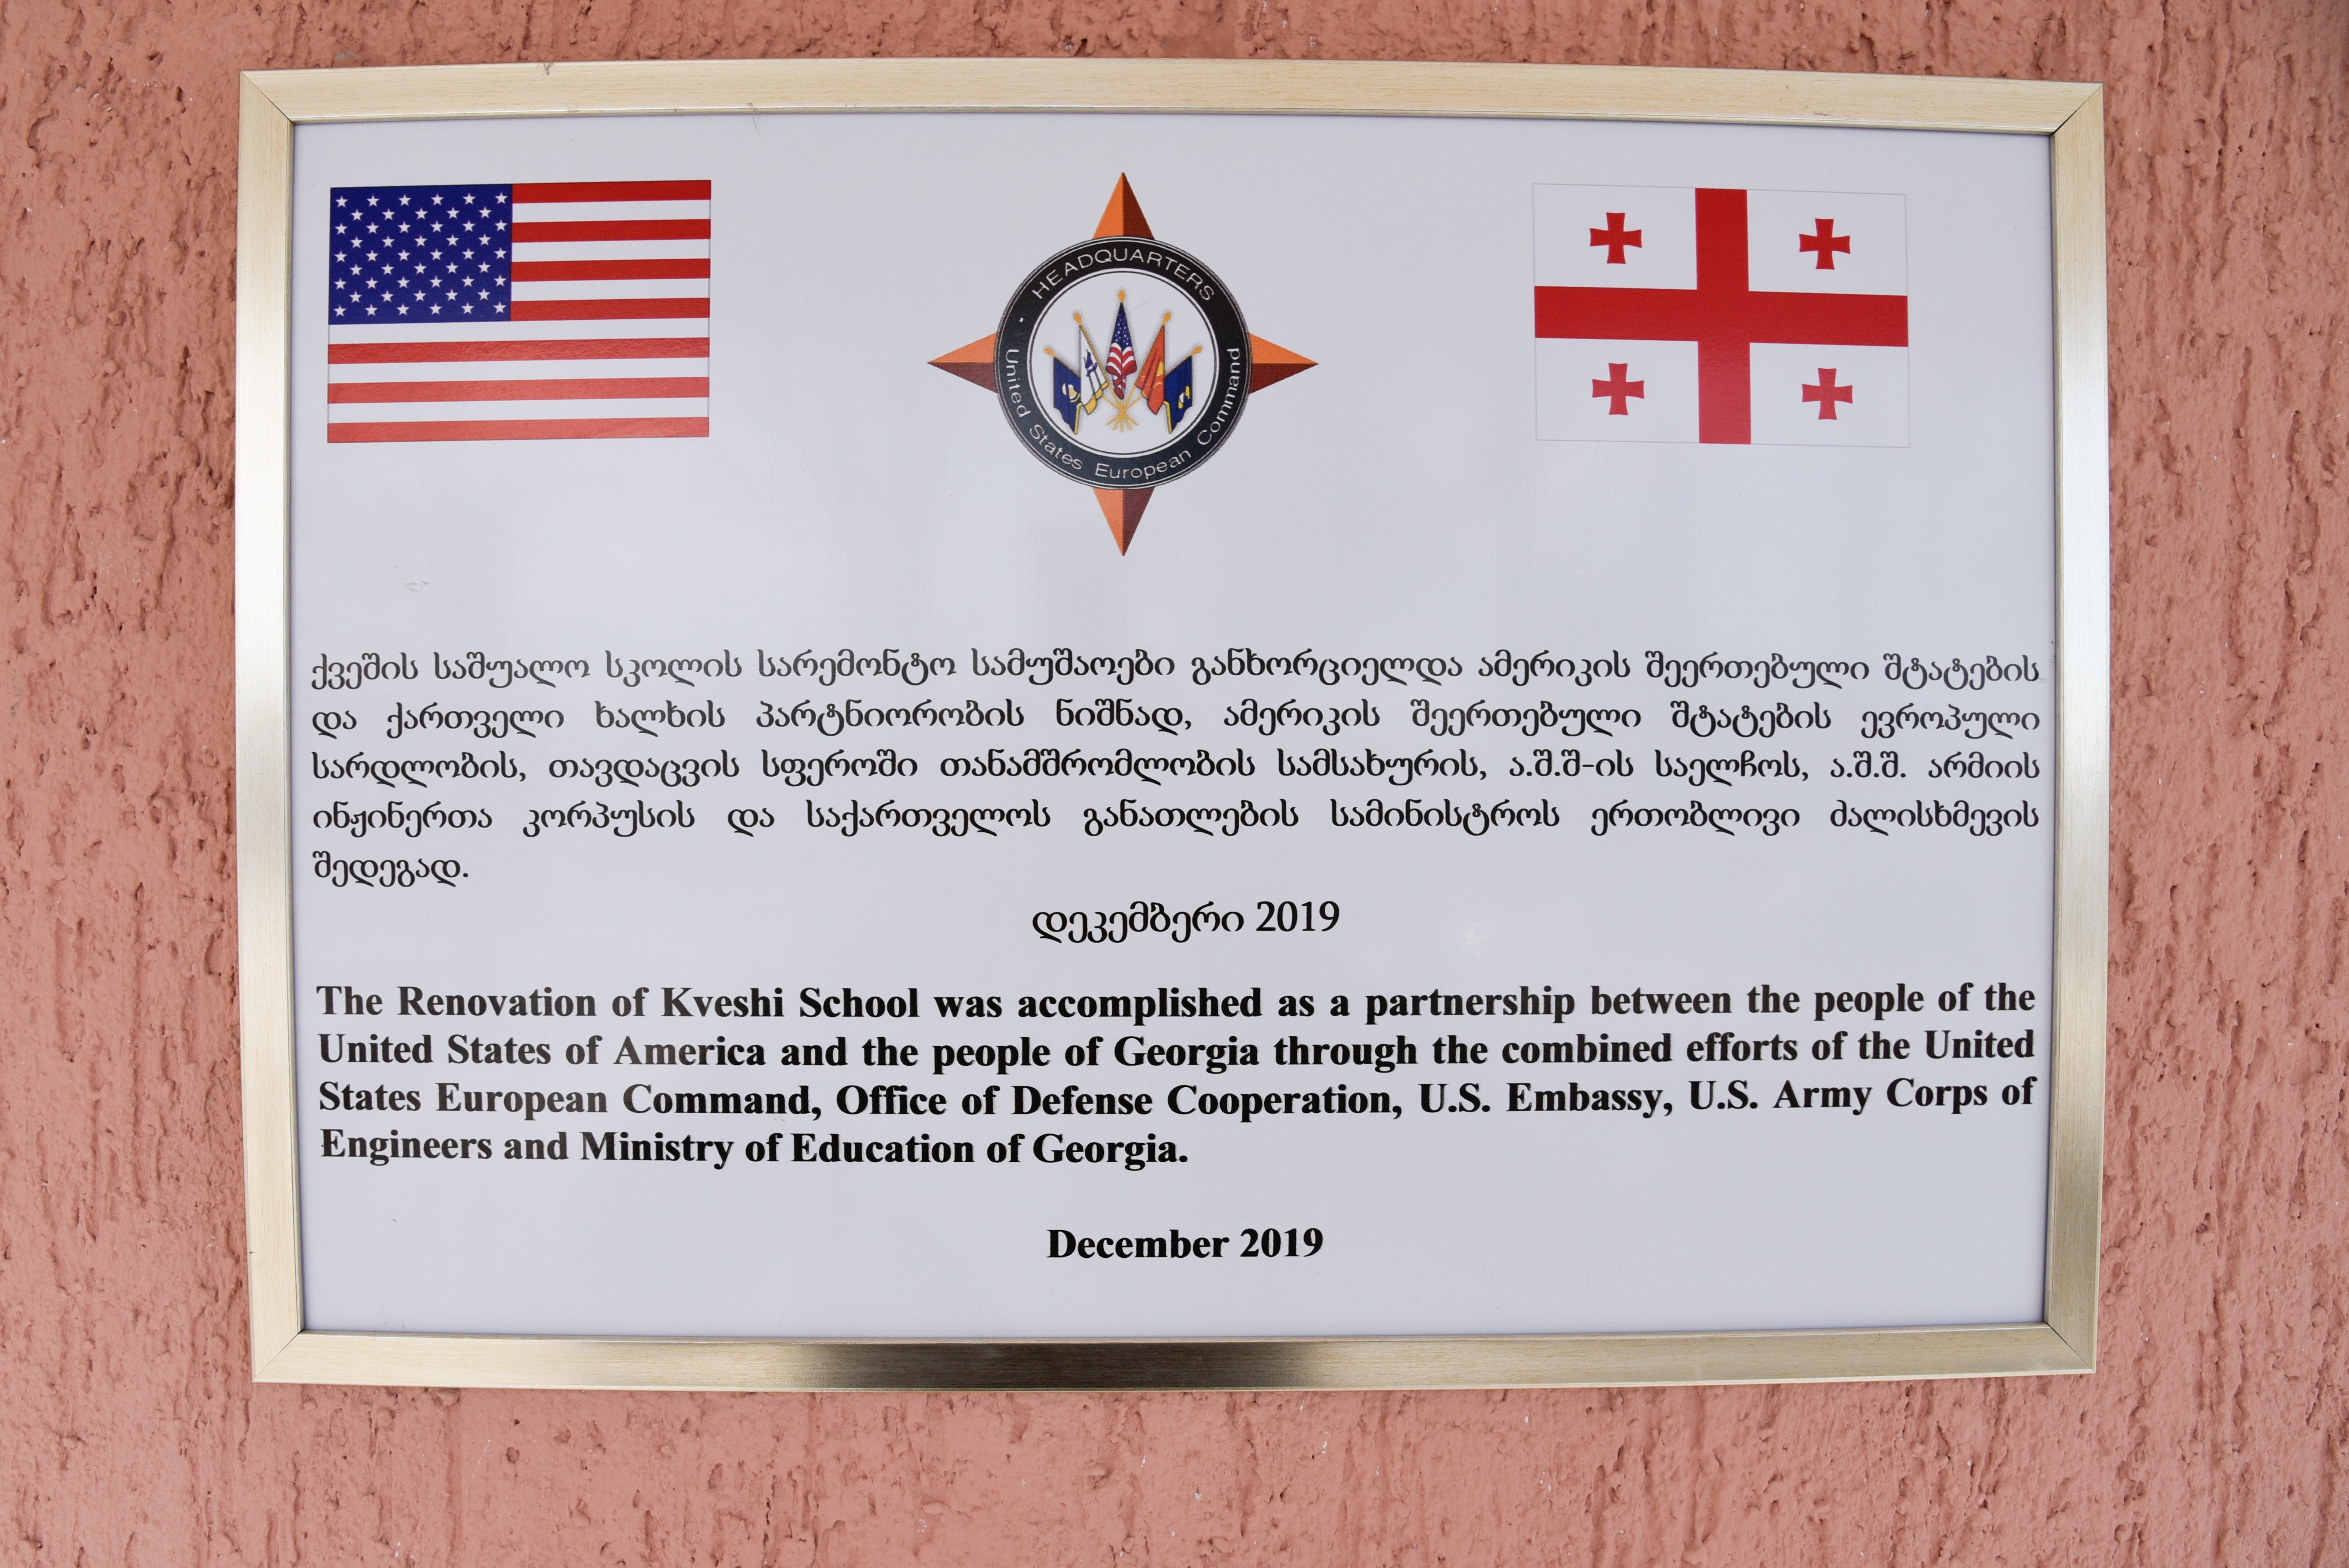 HEADQUARTERS
United States European Command
ქვეშის საშუალო სკოლის სარემონტო სამუშაოები განხორციელდა ამერიკის შეერთებული შტატების
და ქართველი ხალხის პარტნიორობის ნიშნად, ამერიკის შეერთებული შტატების ევროპული
სარდლობის, თავდაცვის სფეროში თანამშრომლობის სამსახურის, ა.შ.შ-ის საელჩოს, ა.შ.შ. არმიის
ინჟინერთა კორპუსის და საქართველოს განათლების სამინისტროს ერთობლივი ძალისხმევის
შედეგად.
დეკემბერი 2019
The Renovation of Kveshi School was accomplished as a partnership between the people of the
United States of America and the people of Georgia through the combined efforts of the United
States European Command, Office of Defense Cooperation, U.S. Embassy, U.S. Army Corps of
Engineers and Ministry of Education of Georgia.
December 2019